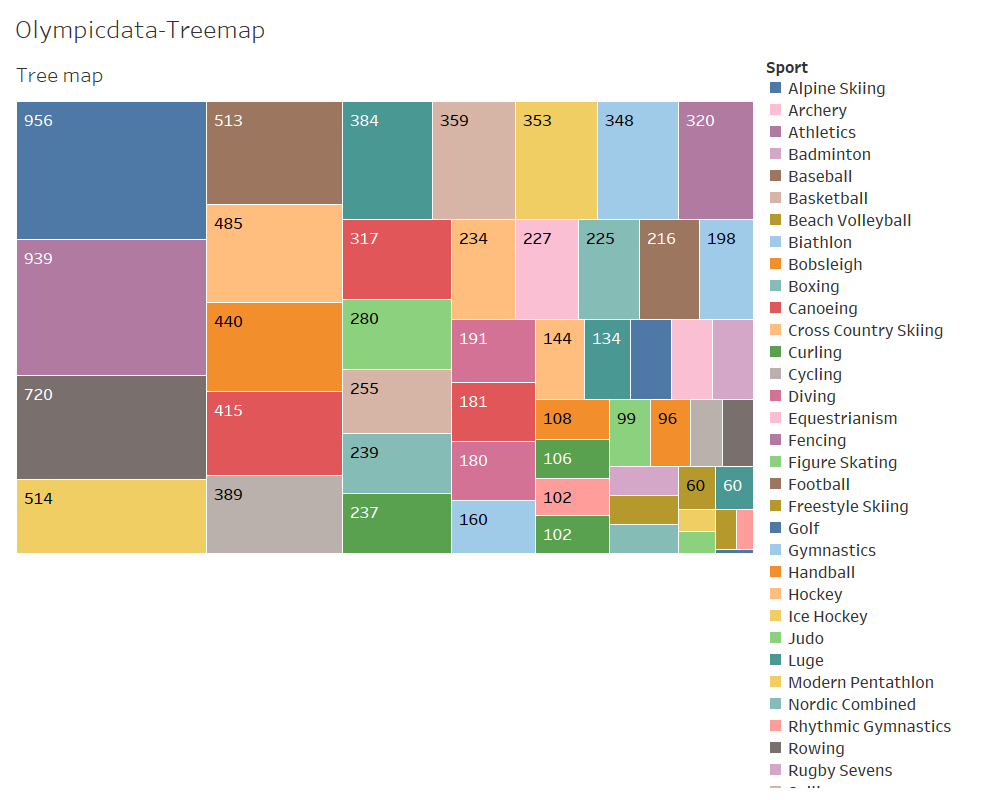 Olympicdata-Treemap
Tree map
956
939
720
514
513
485
440
415
389
384
359
353
348
320
317
280
255
239
237
234
227
225
216
198
191
181
180
160
144
134
108
106
102
102
99
96
60
60
Sport
Alpine Skiing
Archery
Athletics
Badminton
Baseball
Basketball
Beach Volleyball
Biathlon
Bobsleigh
Boxing
Canoeing
Cross Country Skiing
Curling
Cycling
Diving
Equestrianism
Fencing
Figure Skating
Football
Freestyle Skiing
Golf
Gymnastics
Handball
Hockey
Ice Hockey
Judo
Luge
Modern Pentathlon
Nordic Combined
Rhythmic Gymnastics
Rowing
Rugby Sevens